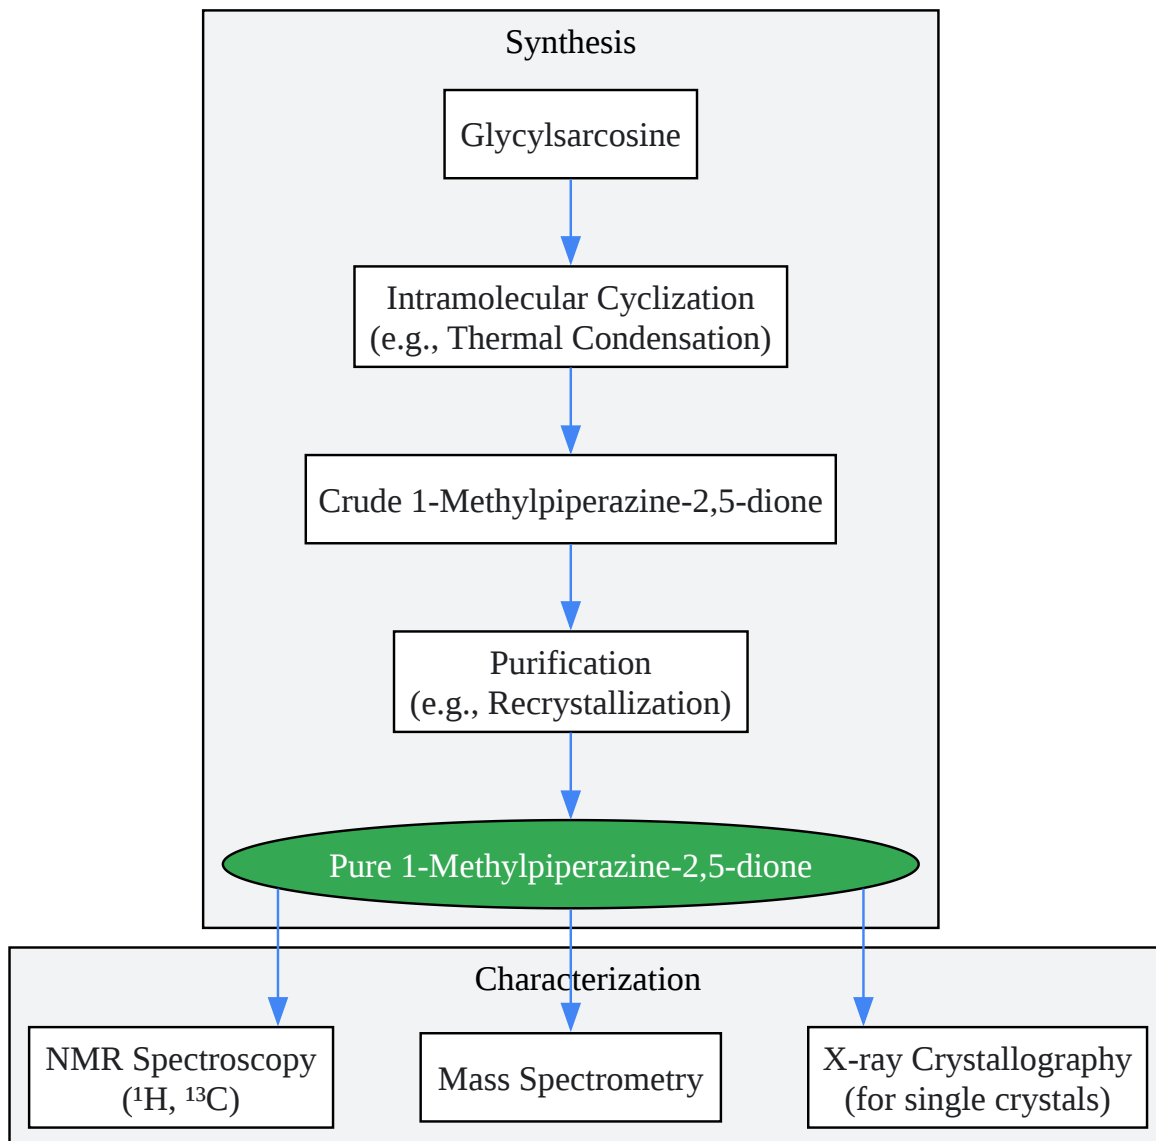 Synthesis
Glycylsarcosine
Intramolecular Cyclization
(e.g., Thermal Condensation)
Crude 1-Methylpiperazine-2,5-dione
Purification
(e.g., Recrystallization)
Pure 1-Methylpiperazine-2,5-dione
Characterization
NMR Spectroscopy
(¹H, ¹³C)
Mass Spectrometry
X-ray Crystallography
(for single crystals)